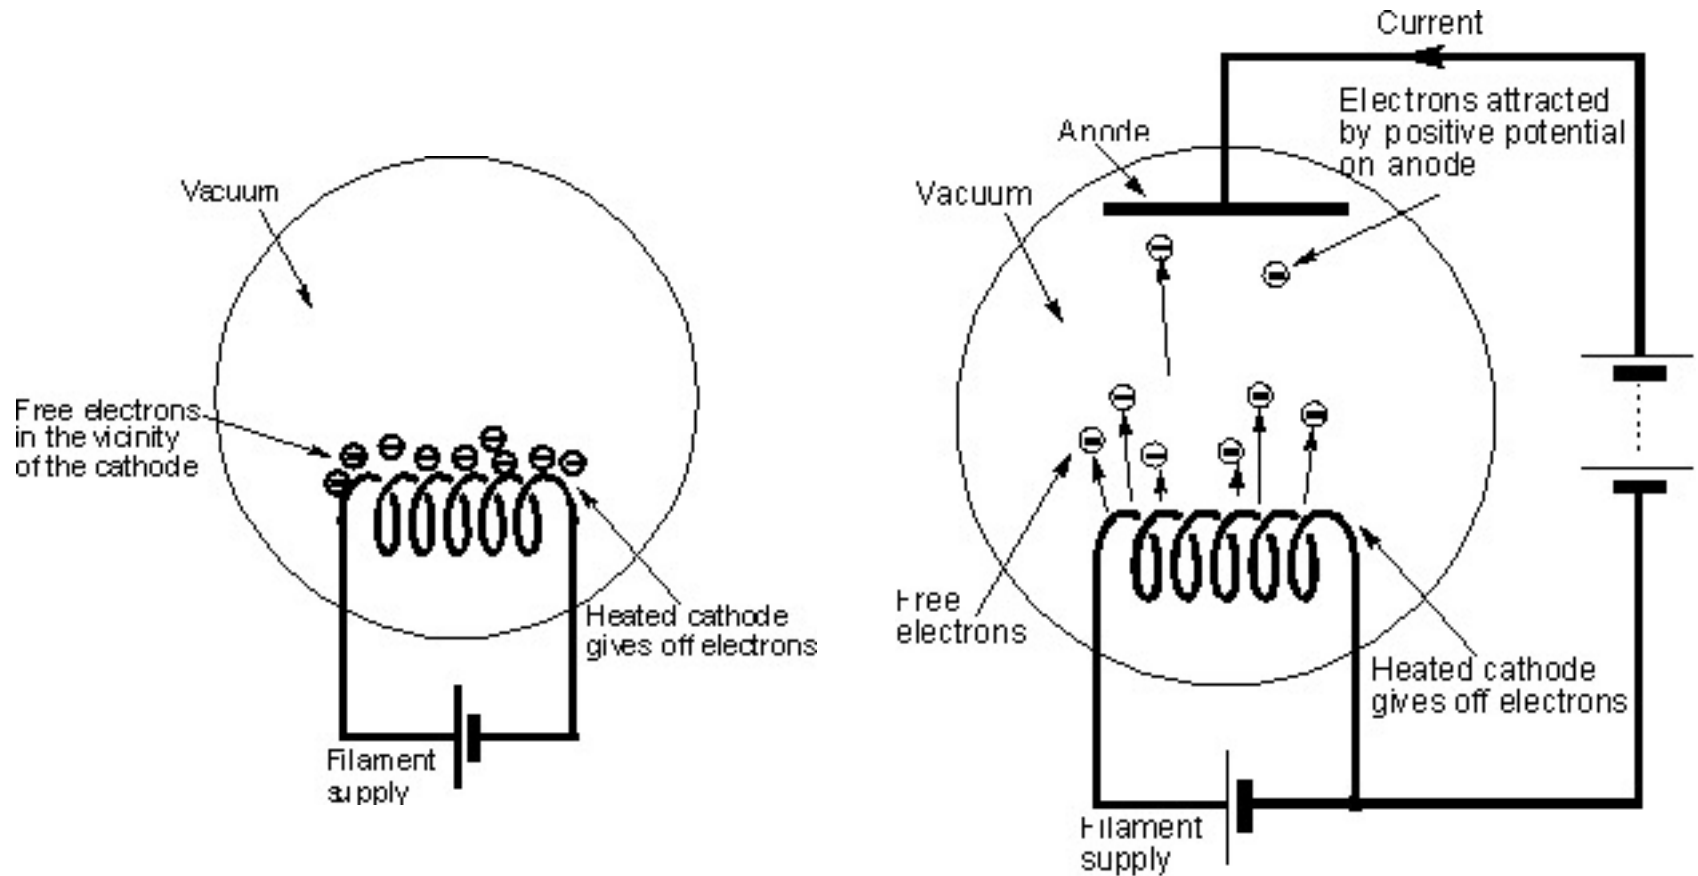 Vacuum
Free electrons
in the vicinity
of the cathode
Heated cathode
gives off electrons
Filament
supply
Current
Electrons attracted
by positive potential
on anode
Anode
Vacuum
Free
electrons
Heated cathode
gives off electrons
Filament
supply